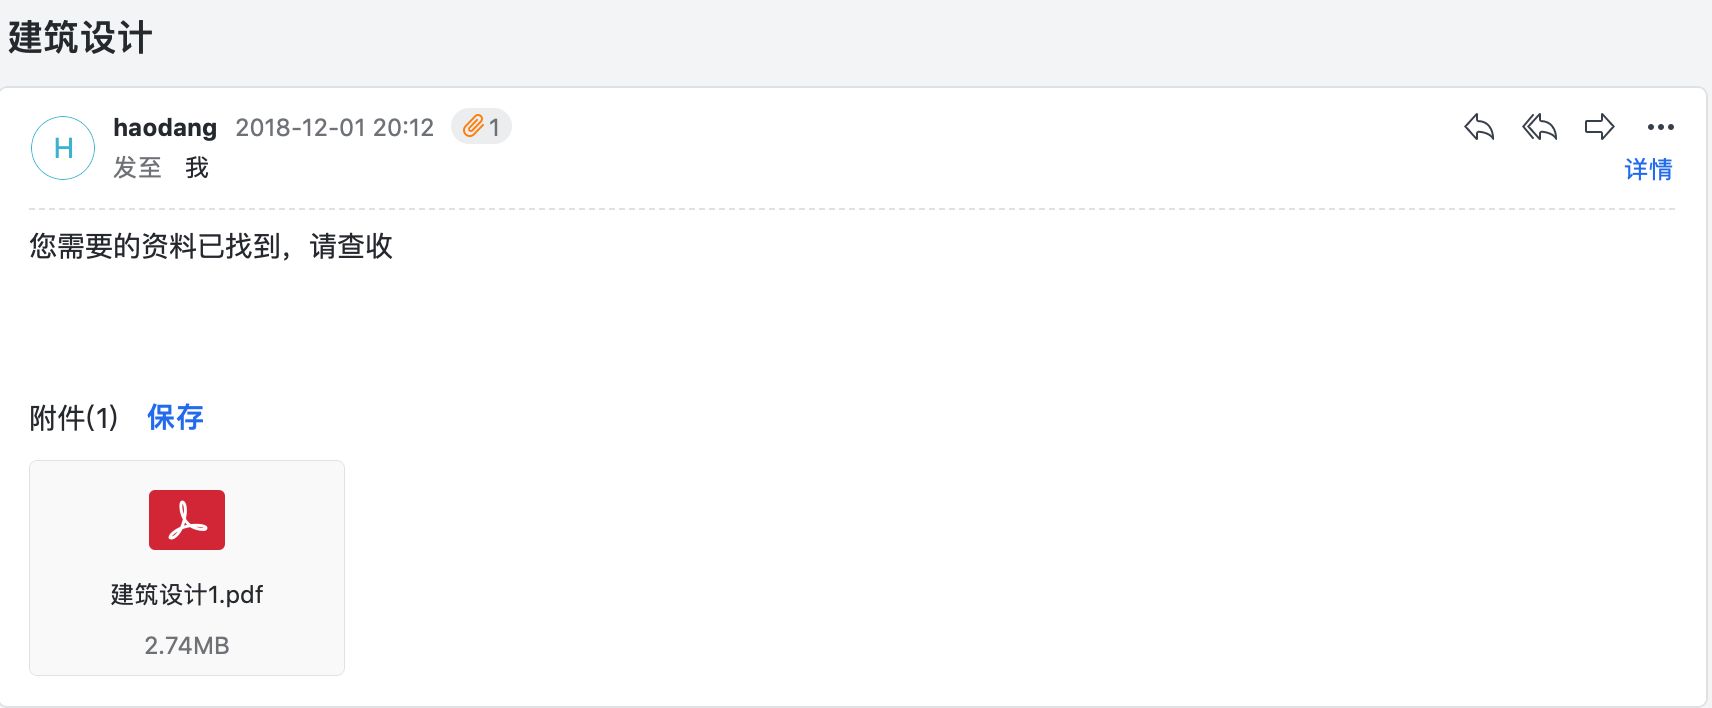 建筑设计
H
haodang 2018-12-01 20:12 1
发至 我
详情
您需要的资料已找到，请查收
附件(1) 保存
建筑设计1.pdf
2.74MB